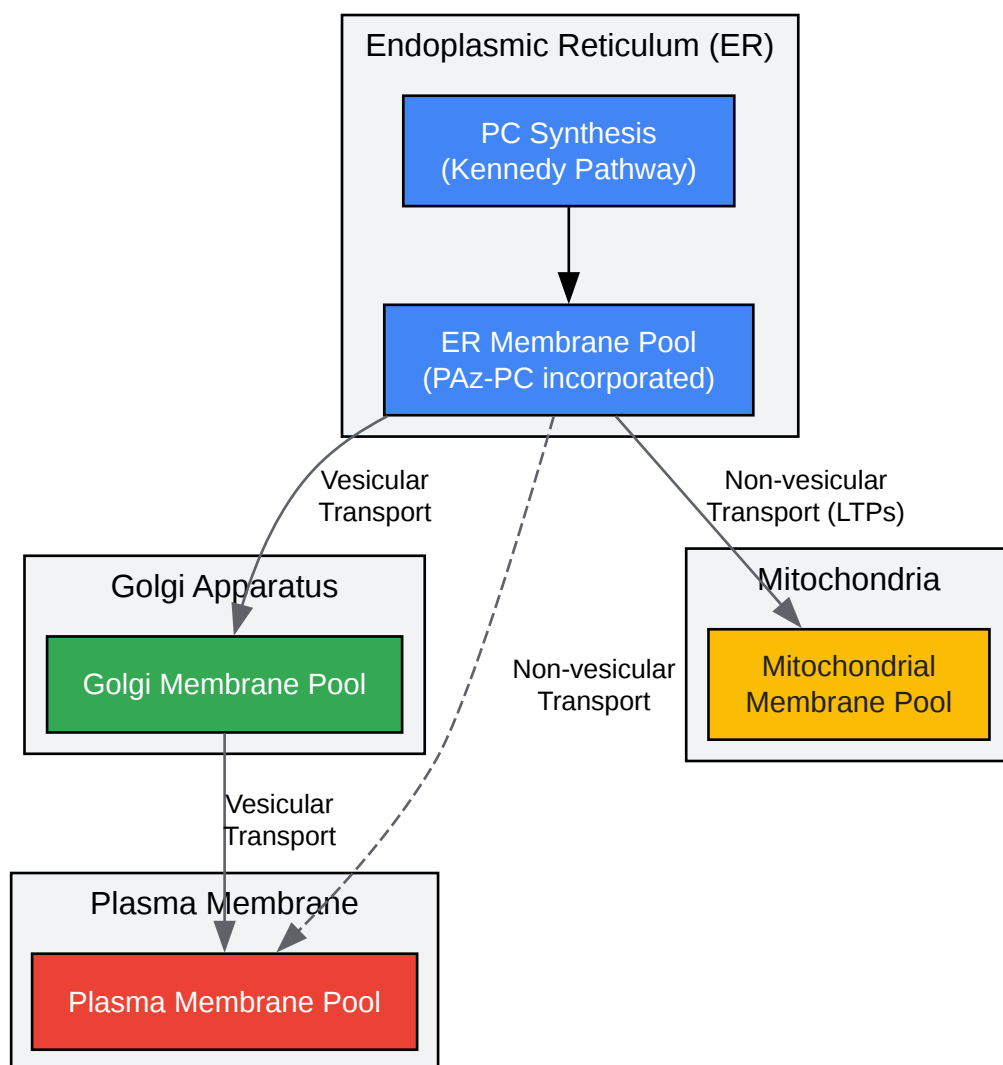 Endoplasmic Reticulum (ER)
PC Synthesis
(Kennedy Pathway)
ER Membrane Pool
(PAz-PC incorporated)
Vesicular
Transport
Non-vesicular
Transport (LTPs)
Golgi Apparatus
Golgi Membrane Pool
Mitochondria
Mitochondrial
Membrane Pool
Non-vesicular
Transport
Vesicular
Transport
Plasma Membrane
Plasma Membrane Pool